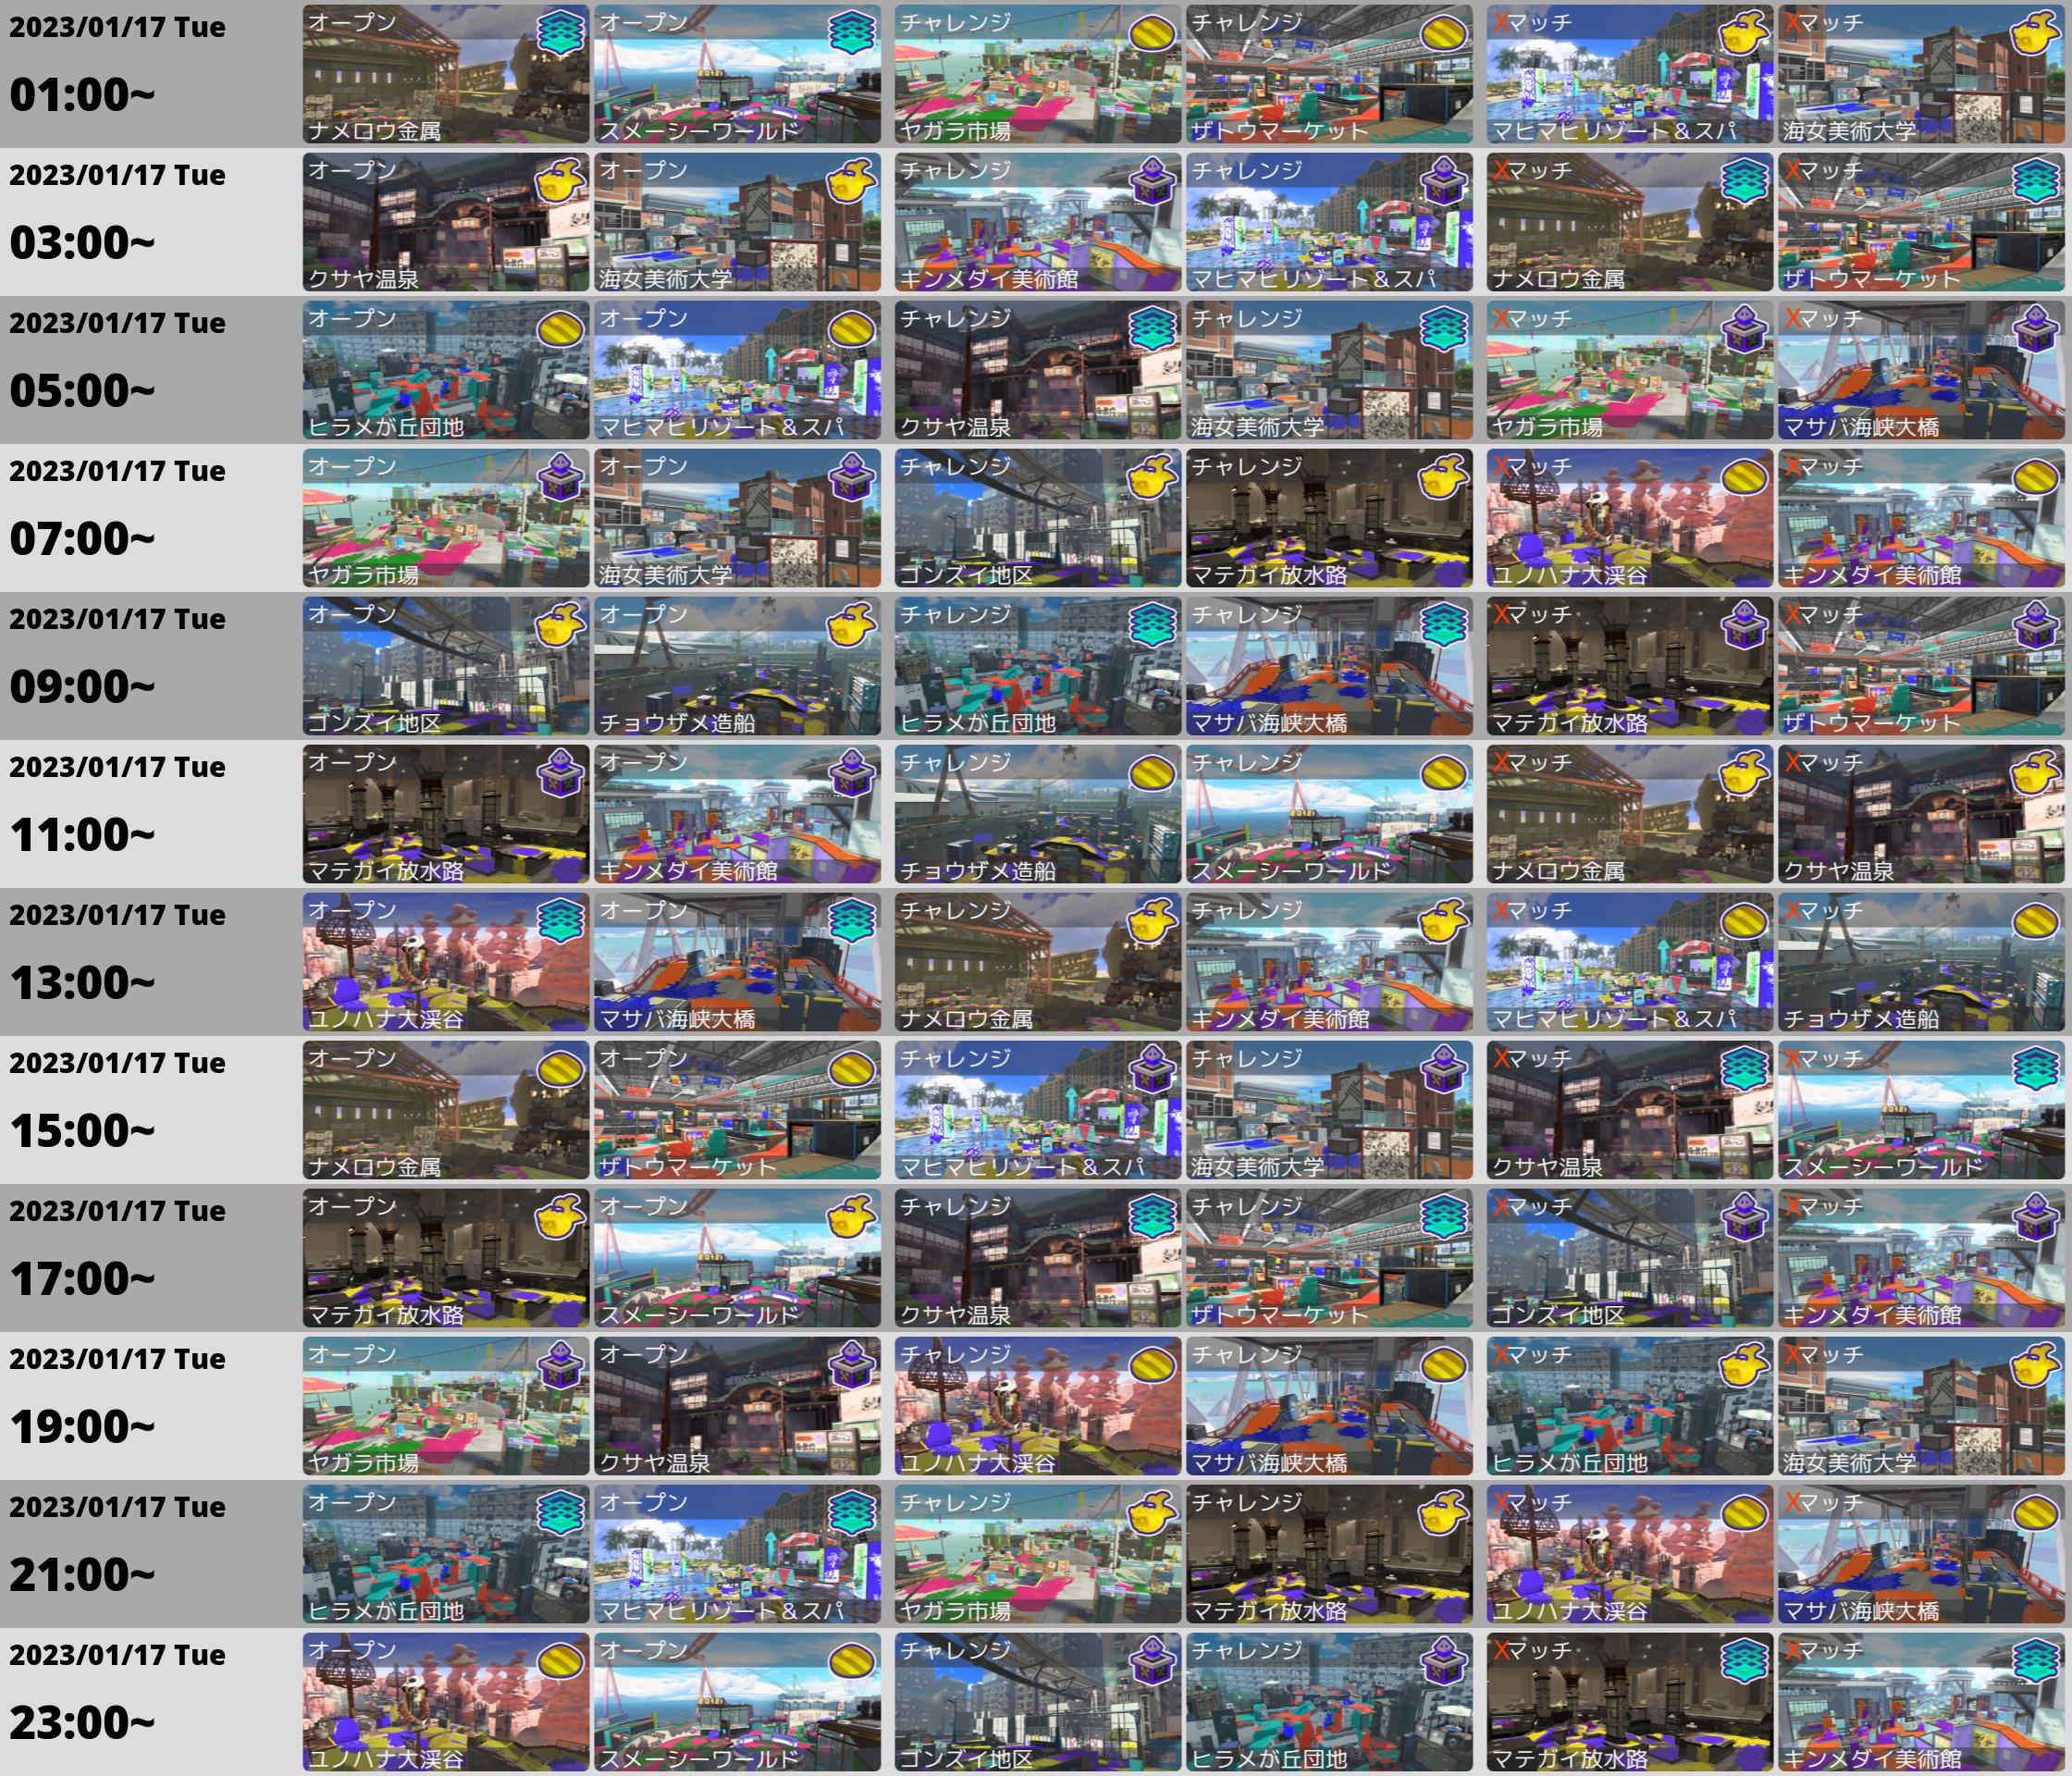 2023/01/17 Tue
01:00~
オープン オープン チャレンジ チャレンジ Xマッチ Xマッチ
ナメロウ金属 スメーシーワールド ヤガラ市場 ザトウマーケット マヒマヒリゾート＆スパ 海女美術大学
2023/01/17 Tue
03:00~
オープン オープン チャレンジ チャレンジ Xマッチ Xマッチ
クサヤ温泉 海女美術大学 キンメダイ美術館 マヒマヒリゾート＆スパ ナメロウ金属 ザトウマーケット
2023/01/17 Tue
05:00~
オープン オープン チャレンジ チャレンジ Xマッチ Xマッチ
ヒラメが丘団地 マヒマヒリゾート＆スパ クサヤ温泉 海女美術大学 ヤガラ市場 マサバ海峡大橋
2023/01/17 Tue
07:00~
オープン オープン チャレンジ チャレンジ Xマッチ Xマッチ
ヤガラ市場 海女美術大学 ゴンズイ地区 マテガイ放水路 ユノハナ大渓谷 キンメダイ美術館
2023/01/17 Tue
09:00~
オープン オープン チャレンジ チャレンジ Xマッチ Xマッチ
ゴンズイ地区 チョウザメ造船 ヒラメが丘団地 マサバ海峡大橋 マテガイ放水路 ザトウマーケット
2023/01/17 Tue
11:00~
オープン オープン チャレンジ チャレンジ Xマッチ Xマッチ
マテガイ放水路 キンメダイ美術館 チョウザメ造船 スメーシーワールド ナメロウ金属 クサヤ温泉
2023/01/17 Tue
13:00~
オープン オープン チャレンジ チャレンジ Xマッチ Xマッチ
ユノハナ大渓谷 マサバ海峡大橋 ナメロウ金属 キンメダイ美術館 マヒマヒリゾート＆スパ チョウザメ造船
2023/01/17 Tue
15:00~
オープン オープン チャレンジ チャレンジ Xマッチ Xマッチ
ナメロウ金属 ザトウマーケット マヒマヒリゾート＆スパ 海女美術大学 クサヤ温泉 スメーシーワールド
2023/01/17 Tue
17:00~
オープン オープン チャレンジ チャレンジ Xマッチ Xマッチ
マテガイ放水路 スメーシーワールド クサヤ温泉 ザトウマーケット ゴンズイ地区 キンメダイ美術館
2023/01/17 Tue
19:00~
オープン オープン チャレンジ チャレンジ Xマッチ Xマッチ
ヤガラ市場 クサヤ温泉 ユノハナ大渓谷 マサバ海峡大橋 ヒラメが丘団地 海女美術大学
2023/01/17 Tue
21:00~
オープン オープン チャレンジ チャレンジ Xマッチ Xマッチ
ヒラメが丘団地 マヒマヒリゾート＆スパ ヤガラ市場 マテガイ放水路 ユノハナ大渓谷 マサバ海峡大橋
2023/01/17 Tue
23:00~
オープン オープン チャレンジ チャレンジ Xマッチ Xマッチ
ユノハナ大渓谷 スメーシーワールド ゴンズイ地区 ヒラメが丘団地 マテガイ放水路 キンメダイ美術館